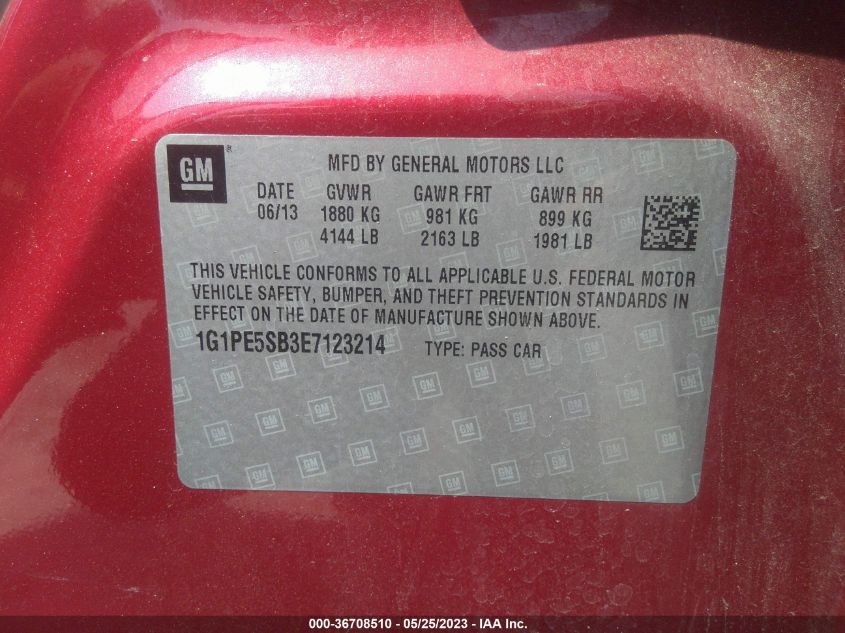 GM ®
MFD BY GENERAL MOTORS LLC
DATE GVWR GAWR FRT GAWR RR
06/13 1880 KG 981 KG 899 KG
4144 LB 2163 LB 1981 LB
THIS VEHICLE CONFORMS TO ALL APPLICABLE U.S. FEDERAL MOTOR
VEHICLE SAFETY, BUMPER, AND THEFT PREVENTION STANDARDS IN
EFFECT ON THE DATE OF MANUFACTURE SHOWN ABOVE.
1G1PE5SB3E7123214 TYPE: PASS CAR
000-36708510 - 05/25/2023 - IAA Inc.